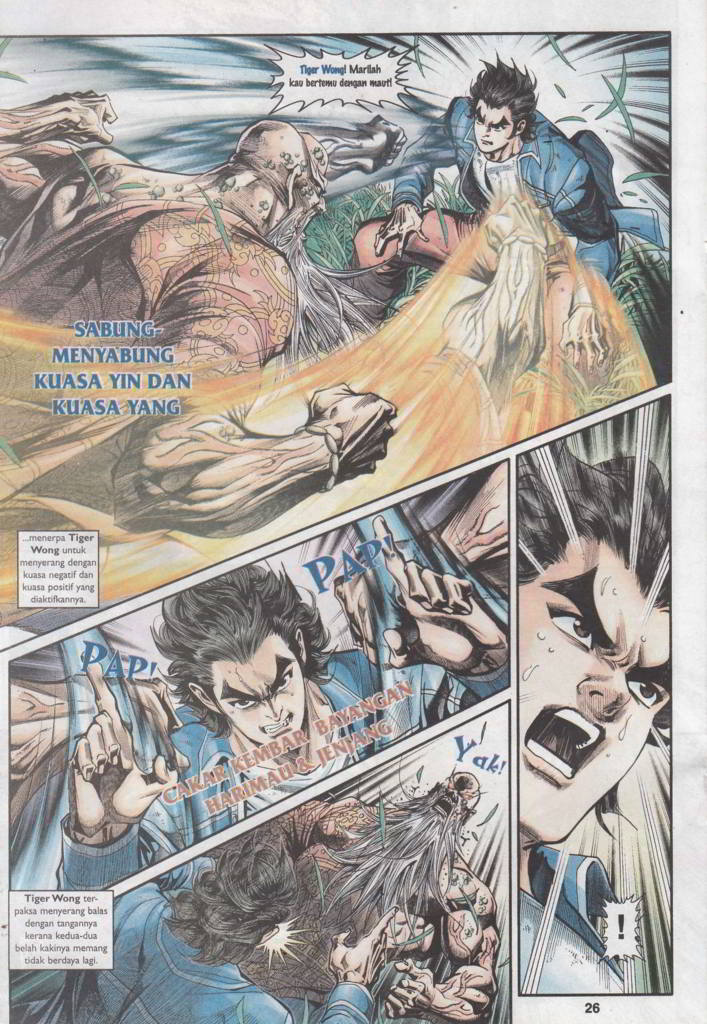 Tiger Wong! Marilah
kau bertemu dengan maut!
SABUNG-
MENYABUNG
KUASA YIN DAN
KUASA YANG
...menerpa Tiger
Wong untuk
menyerang dengan
kuasa negatif dan
kuasa positif yang
diaktifkannya.
PAP!
PAP!
CAKAR KEMBAR BAYANGAN
HARIMAU & JENJANG
!
Yak!
Tiger Wong ter-
paksa menyerang balas
dengan tangannya
kerana kedua-dua
belah kakinya memang
tidak berdaya lagi.
26